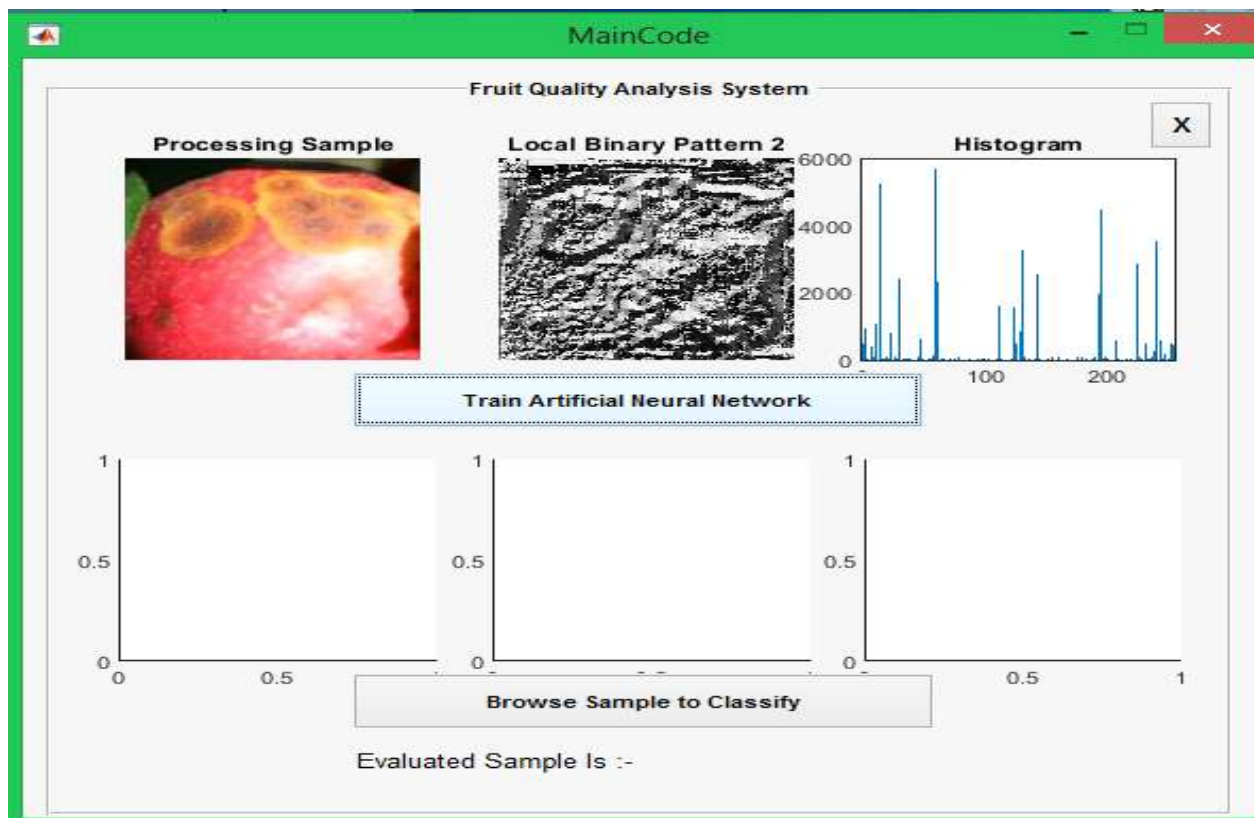 MainCode
Fruit Quality Analysis System
X
Processing Sample
Local Binary Pattern 2
Histogram
6000
4000
2000
0
100
200
Train Artificial Neural Network
1
0.5
0
0
0.5
1
0.5
0
1
0.5
0
0.5
1
Browse Sample to Classify
Evaluated Sample Is :-